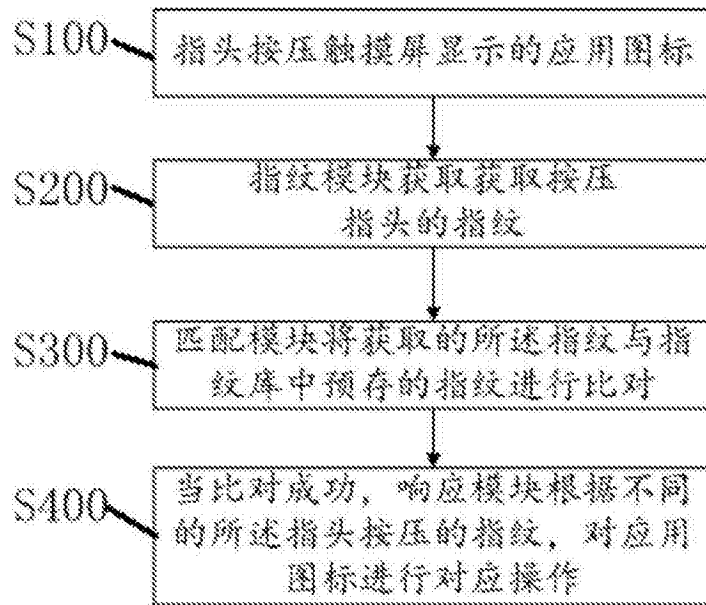 S100
指头按压触摸屏显示的应用图标
S200
指纹模块获取获取按压
指头的指纹
S300
匹配模块将获取的所述指纹与指
纹库中预存的指纹进行比对
S400
当比对成功，响应模块根据不同
的所述指头按压的指纹，对应用
图标进行对应操作